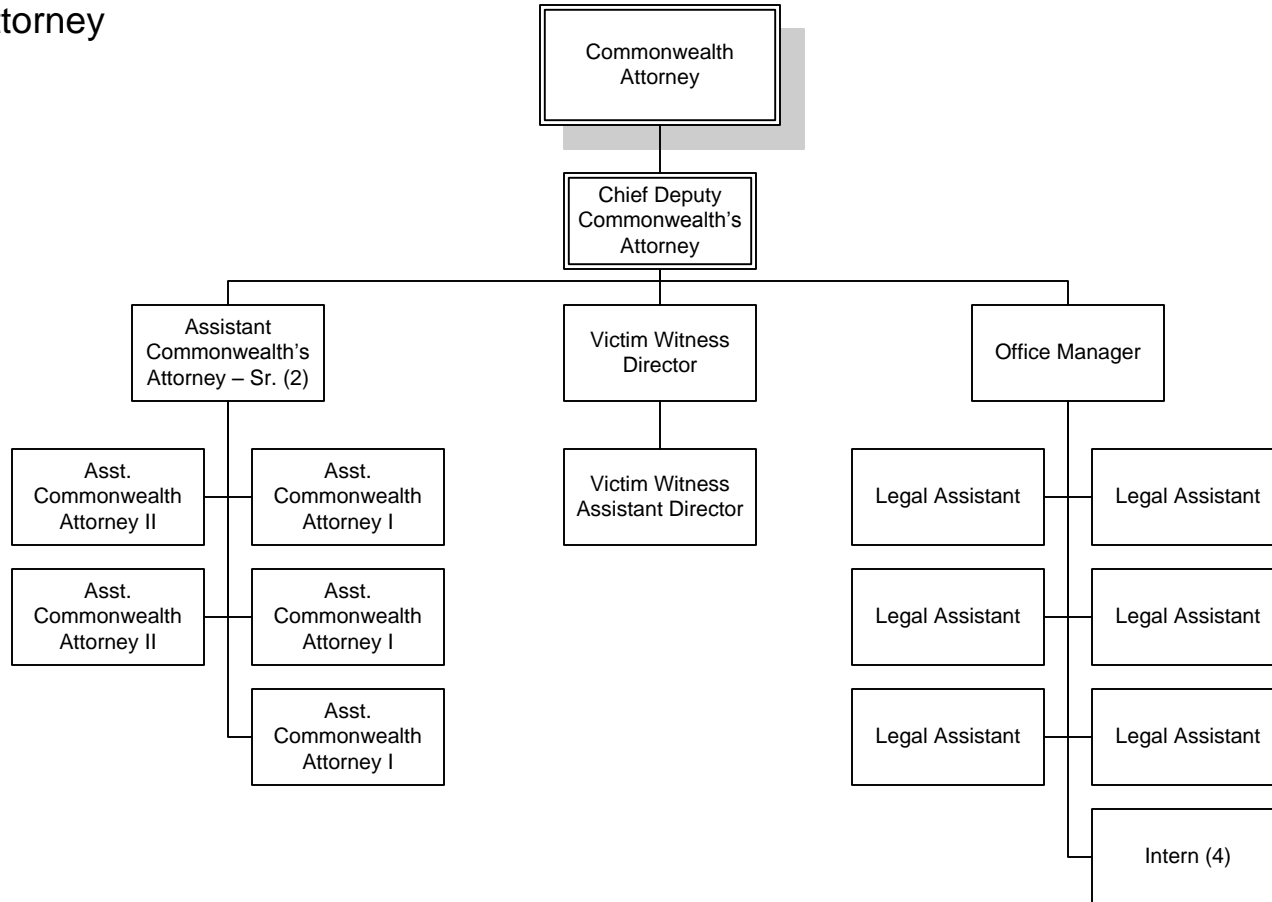 Commonwealth
Attorney
Chief Deputy
Commonwealth’s
Attorney
Assistant
Commonwealth’s
Attorney – Sr. (2)
Victim Witness
Director
Office Manager
Asst.
Commonwealth
Attorney II
Asst.
Commonwealth
Attorney I
Victim Witness
Assistant Director
Legal Assistant
Legal Assistant
Asst.
Commonwealth
Attorney II
Asst.
Commonwealth
Attorney I
Legal Assistant
Legal Assistant
Asst.
Commonwealth
Attorney I
Legal Assistant
Legal Assistant
Intern (4)